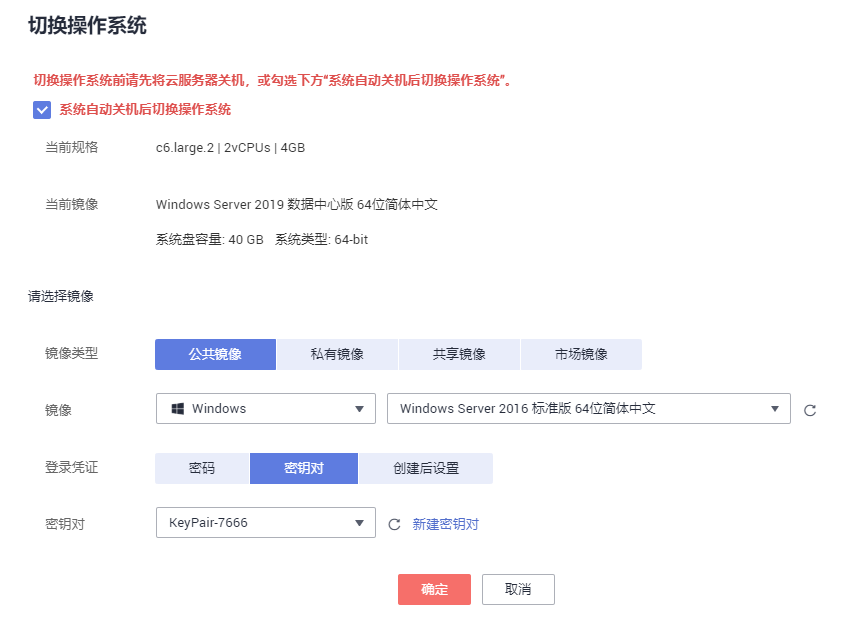 切换操作系统
切换操作系统前请先将云服务器关机，或勾选下方“系统自动关机后切换操作系统”。
系统自动关机后切换操作系统
当前规格 c6.large.2 | 2vCPUs | 4GB
当前镜像 Windows Server 2019 数据中心版 64位简体中文
系统盘容量: 40 GB 系统类型: 64-bit
请选择镜像
镜像类型 公共镜像 私有镜像 共享镜像 市场镜像
镜像 Windows Windows Server 2016 标准版 64位简体中文
登录凭证 密码 密钥对 创建后设置
密钥对 KeyPair-7666 新建密钥对
确定 取消